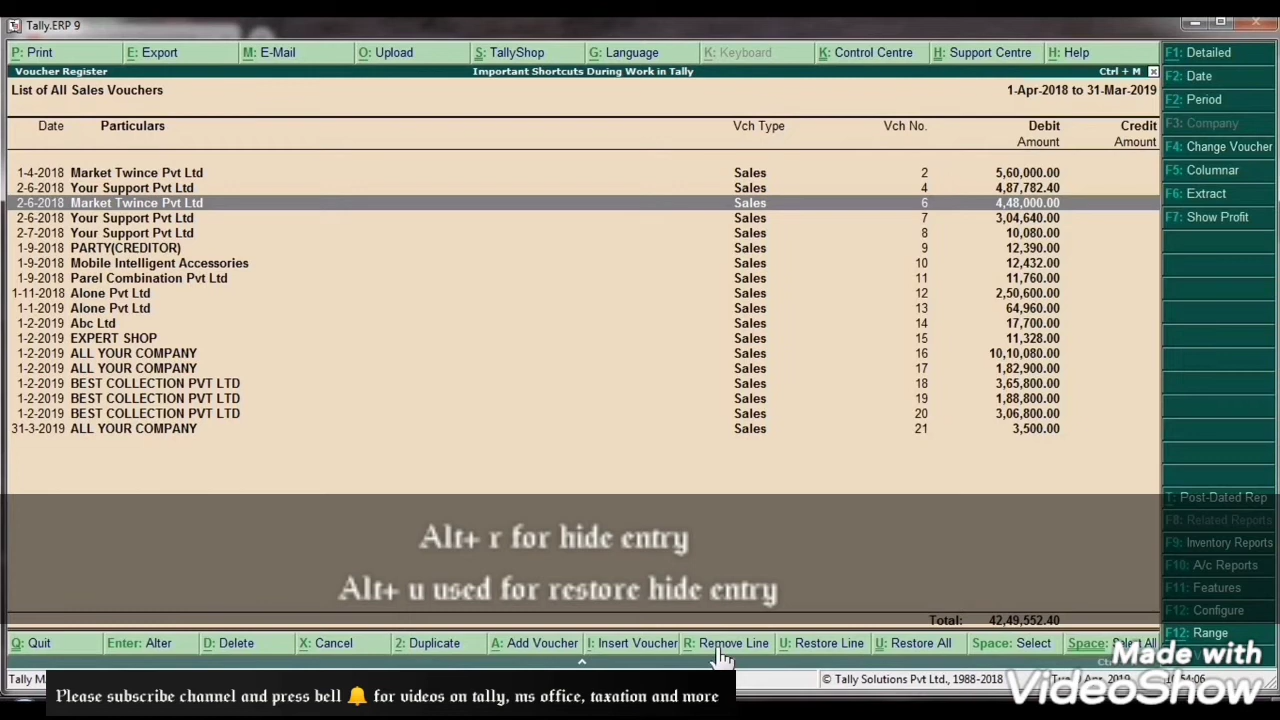 Tally.ERP 9
P: Print E: Export M: E-Mail O: Upload S: TallyShop G: Language K: Keyboard K: Control Centre H: Support Centre H: Help
Voucher Register Important Shortcuts During Work in Tally Ctrl + M
List of All Sales Vouchers 1-Apr-2018 to 31-Mar-2019
Date Particulars Vch Type Vch No. Debit Credit
Amount Amount
1-4-2018 Market Twince Pvt Ltd Sales 2 5,60,000.00
2-6-2018 Your Support Pvt Ltd Sales 4 4,87,782.40
2-6-2018 Market Twince Pvt Ltd Sales 6 4,48,000.00
2-6-2018 Your Support Pvt Ltd Sales 7 3,04,640.00
2-7-2018 Your Support Pvt Ltd Sales 8 10,080.00
1-9-2018 PARTY(CREDITOR) Sales 9 12,390.00
1-9-2018 Mobile Intelligent Accessories Sales 10 12,432.00
1-9-2018 Parel Combination Pvt Ltd Sales 11 11,760.00
1-11-2018 Alone Pvt Ltd Sales 12 2,50,600.00
1-1-2019 Alone Pvt Ltd Sales 13 64,960.00
1-2-2019 Abc Ltd Sales 14 17,700.00
1-2-2019 EXPERT SHOP Sales 15 11,328.00
1-2-2019 ALL YOUR COMPANY Sales 16 10,10,080.00
1-2-2019 ALL YOUR COMPANY Sales 17 1,82,900.00
1-2-2019 BEST COLLECTION PVT LTD Sales 18 3,65,800.00
1-2-2019 BEST COLLECTION PVT LTD Sales 19 1,88,800.00
1-2-2019 BEST COLLECTION PVT LTD Sales 20 3,06,800.00
31-3-2019 ALL YOUR COMPANY Sales 21 3,500.00
Alt+ r for hide entry
Alt+ u used for restore hide entry
Total: 42,49,552.40
Q: Quit Enter: Alter D: Delete X: Cancel 2: Duplicate A: Add Voucher I: Insert Voucher R: Remove Line U: Restore Line U: Restore All Space: Select Space: Select All
F1: Detailed
F2: Date
F2: Period
F3: Company
F4: Change Voucher
F5: Columnar
F6: Extract
F7: Show Profit
T: Post-Dated Rep
F8: Related Reports
F9: Inventory Reports
F10: A/c Reports
F11: Features
F12: Configure
F12: Range
Tally M
© Tally Solutions Pvt Ltd., 1988-2018
Please subscribe channel and press bell 🔔 for videos on tally, ms office, taxation and more
Made with
VideoShow